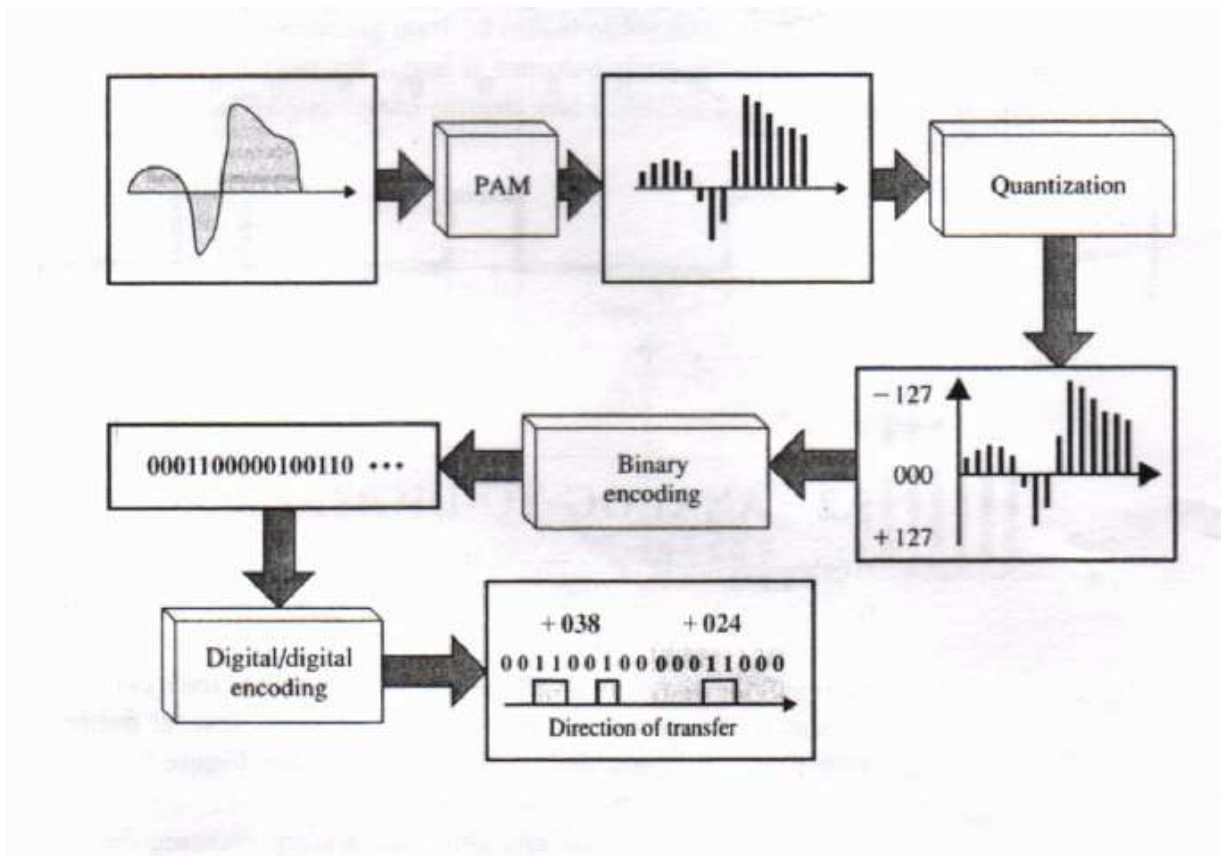 PAM
Quantization
− 127
000
+ 127
Binary
encoding
0001100000100110 •••
Digital/digital
encoding
+ 038 + 024
0 0 1 1 0 0 1 0 0 0 0 0 1 1 0 0 0
Direction of transfer